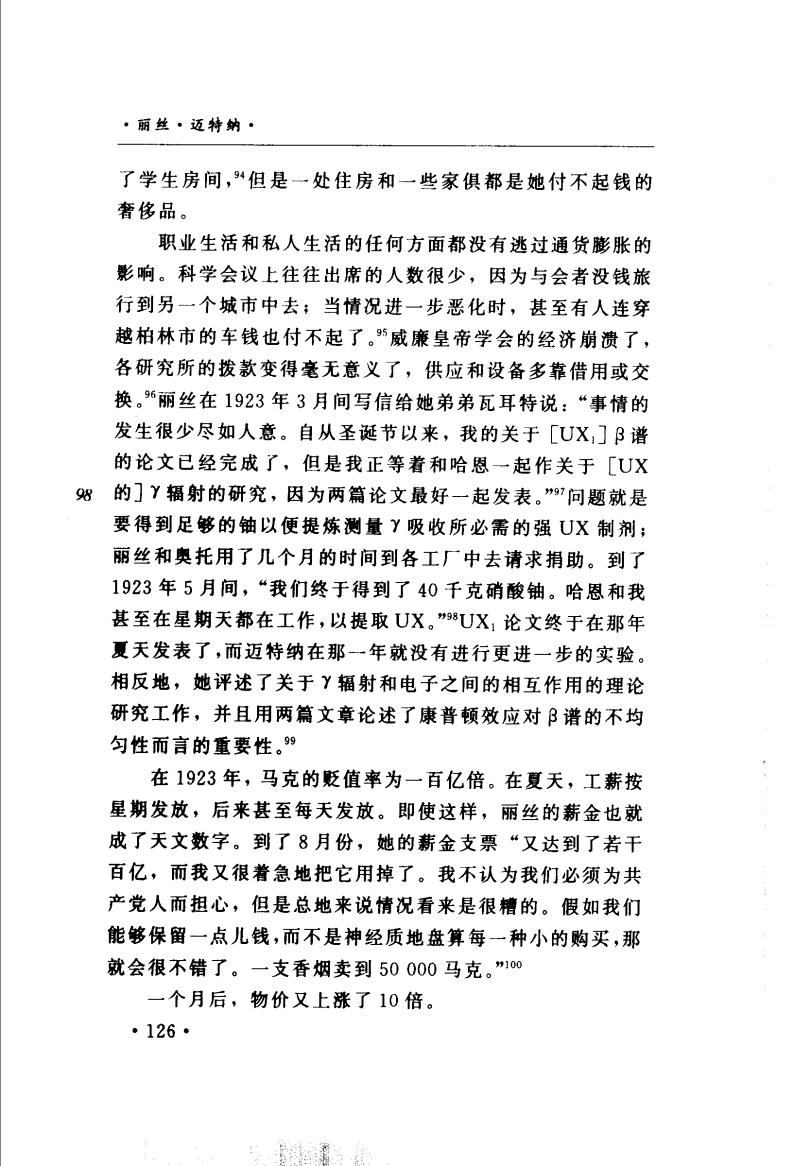 ·丽丝·迈特纳·
了学生房间，⁹⁴但是一处住房和一些家俱都是她付不起钱的
奢侈品。
职业生活和私人生活的任何方面都没有逃过通货膨胀的
影响。科学会议上往往出席的人数很少，因为与会者没钱旅
行到另一个城市中去；当情况进一步恶化时，甚至有人连穿
越柏林市的车钱也付不起了。⁹⁵威廉皇帝学会的经济崩溃了，
各研究所的拨款变得毫无意义了，供应和设备多靠借用或交
换。⁹⁶丽丝在1923年3月间写信给她弟弟瓦耳特说：“事情的
发生很少尽如人意。自从圣诞节以来，我的关于［UX₁］β谱
的论文已经完成了，但是我正等着和哈恩一起作关于［UX
98 的］γ辐射的研究，因为两篇论文最好一起发表。”⁹⁷问题就是
要得到足够的铀以便提炼测量γ吸收所必需的强UX制剂；
丽丝和奥托用了几个月的时间到各工厂中去请求捐助。到了
1923年5月间，“我们终于得到了40千克硝酸铀。哈恩和我
甚至在星期天都在工作，以提取UX。”⁹⁸UX₁论文终于在那年
夏天发表了，而迈特纳在那一年就没有进行更进一步的实验。
相反地，她评述了关于γ辐射和电子之间的相互作用的理论
研究工作，并且用两篇文章论述了康普顿效应对β谱的不均
匀性而言的重要性。⁹⁹
在1923年，马克的贬值率为一百亿倍。在夏天，工薪按
星期发放，后来甚至每天发放。即使这样，丽丝的薪金也就
成了天文数字。到了8月份，她的薪金支票“又达到了若干
百亿，而我又很着急地把它用掉了。我不认为我们必须为共
产党人而担心，但是总地来说情况看来是很糟的。假如我们
能够保留一点儿钱，而不是神经质地盘算每一种小的购买，那
就会很不错了。一支香烟卖到50 000马克。”¹⁰⁰
一个月后，物价又上涨了10倍。
·126·